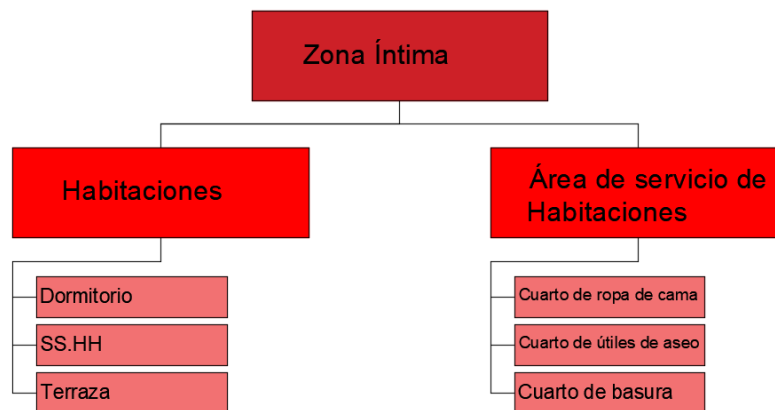 Zona Íntima
Habitaciones
Dormitorio
SS.HH
Terraza
Área de servicio de
Habitaciones
Cuarto de ropa de cama
Cuarto de útiles de aseo
Cuarto de basura